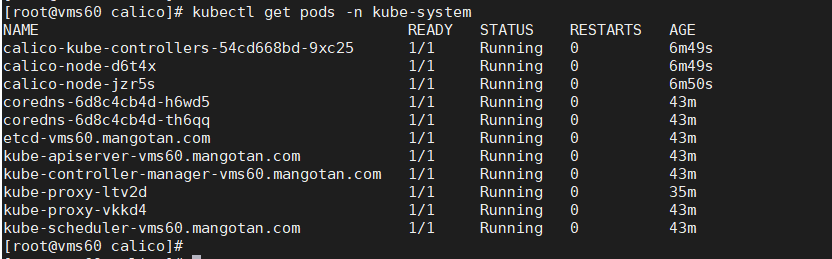 [root@vms60 calico]# kubectl get pods -n kube-system
NAME READY STATUS RESTARTS AGE
calico-kube-controllers-54cd668bd-9xc25 1/1 Running 0 6m49s
calico-node-d6t4x 1/1 Running 0 6m49s
calico-node-jzr5s 1/1 Running 0 6m50s
coredns-6d8c4cb4d-h6wd5 1/1 Running 0 43m
coredns-6d8c4cb4d-th6qq 1/1 Running 0 43m
etcd-vms60.mangotan.com 1/1 Running 0 43m
kube-apiserver-vms60.mangotan.com 1/1 Running 0 43m
kube-controller-manager-vms60.mangotan.com 1/1 Running 0 43m
kube-proxy-ltv2d 1/1 Running 0 35m
kube-proxy-vkkd4 1/1 Running 0 43m
kube-scheduler-vms60.mangotan.com 1/1 Running 0 43m
[root@vms60 calico]#
[root@vms60 calico]#